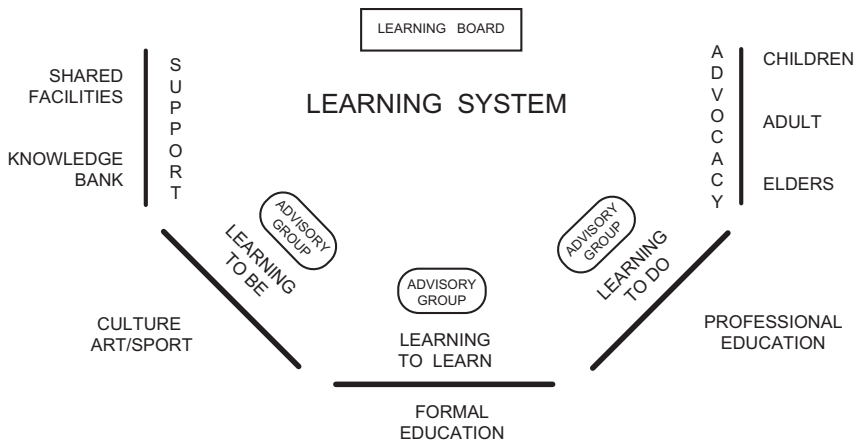 LEARNING BOARD
LEARNING SYSTEM
SHARED
FACILITIES
KNOWLEDGE
BANK
SUPPORT
ADVOCACY
CHILDREN
ADULT
ELDERS
ADVISORY
GROUP
LEARNING
TO BE
CULTURE
ART/SPORT
ADVISORY
GROUP
LEARNING
TO LEARN
FORMAL
EDUCATION
ADVISORY
GROUP
LEARNING
TO DO
PROFESSIONAL
EDUCATION